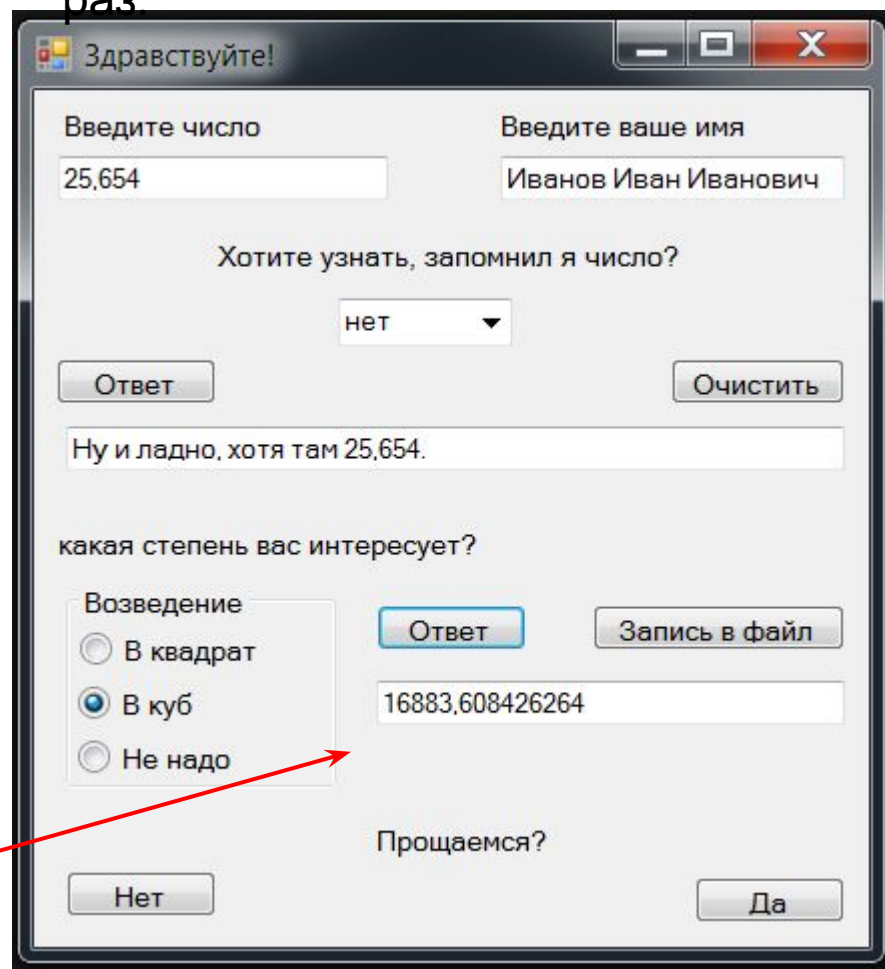 раз.
Здравствуйте!
Введите число Введите ваше имя
25,654 Иванов Иван Иванович
Хотите узнать, запомнил я число?
нет
Ответ Очистить
Ну и ладно, хотя там 25,654.
какая степень вас интересует?
Возведение
Ответ Запись в файл
В квадрат
В куб 16883,608426264
Не надо
Прощаемся?
Нет Да